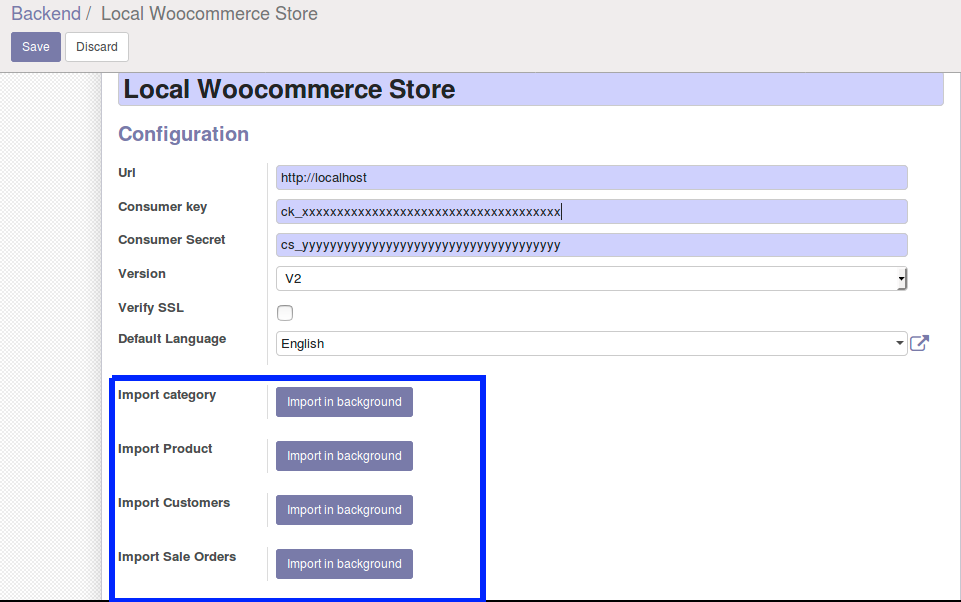 Backend / Local Woocommerce Store
Save Discard
Local Woocommerce Store
Configuration
Url http://localhost
Consumer key ck_xxxxxxxxxxxxxxxxxxxxxxxxxxxxxxxxxxxxx
Consumer Secret cs_yyyyyyyyyyyyyyyyyyyyyyyyyyyyyyyyyyyyy
Version V2
Verify SSL
Default Language English
Import category Import in background
Import Product Import in background
Import Customers Import in background
Import Sale Orders Import in background